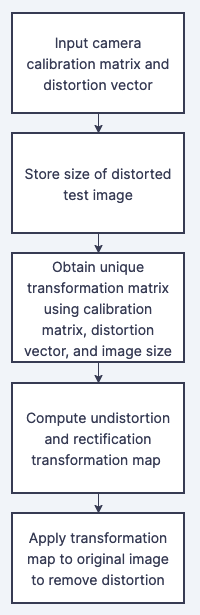 Input camera
calibration matrix and
distortion vector
Store size of distorted
test image
Obtain unique
transformation matrix
using calibration
matrix, distortion
vector, and image size
Compute undistortion
and rectification
transformation map
Apply transformation
map to original image
to remove distortion